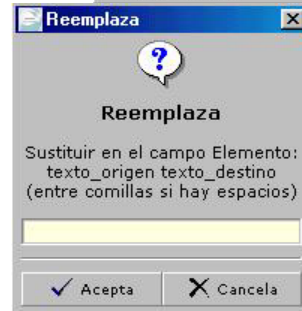 Reemplaza
Reemplaza
Sustituir en el campo Elemento:
texto_origen texto_destino
(entre comillas si hay espacios)
Acepta
Cancela